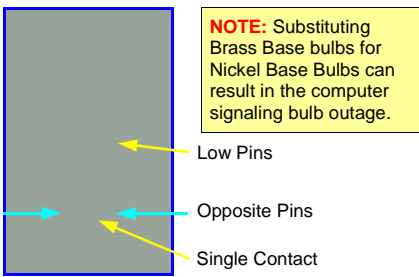 NOTE: Substituting
Brass Base bulbs for
Nickel Base Bulbs can
result in the computer
signaling bulb outage.
Low Pins
Opposite Pins
Single Contact